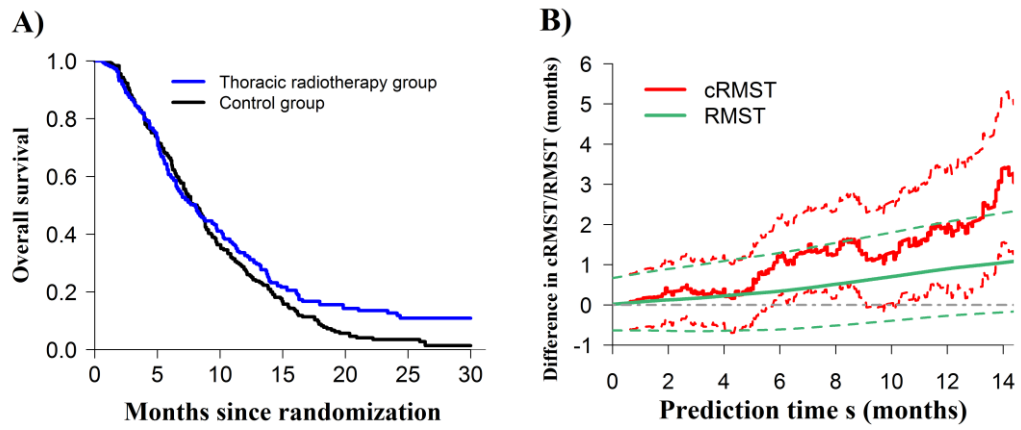 A)
Overall survival
1.0
0.8
0.6
0.4
0.2
0.0
Thoracic radiotherapy group
Control group
0 5 10 15 20 25 30
Months since randomization
B)
Difference in cRMST/RMST (months)
6
5
4
3
2
1
0
-1
cRMST
RMST
0 2 4 6 8 10 12 14
Prediction time s (months)